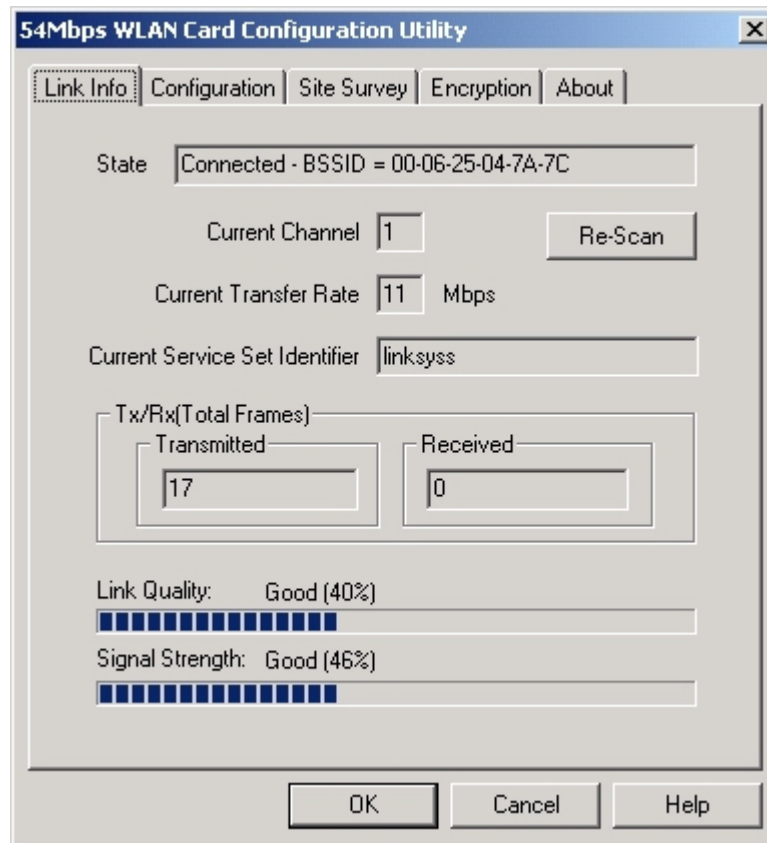 54Mbps WLAN Card Configuration Utility
Link Info Configuration Site Survey Encryption About
State Connected - BSSID = 00-06-25-04-7A-7C
Current Channel 1 Re-Scan
Current Transfer Rate 11 Mbps
Current Service Set Identifier linksyss
Tx/Rx(Total Frames)
Transmitted Received
17 0
Link Quality: Good (40%)
Signal Strength: Good (46%)
OK Cancel Help